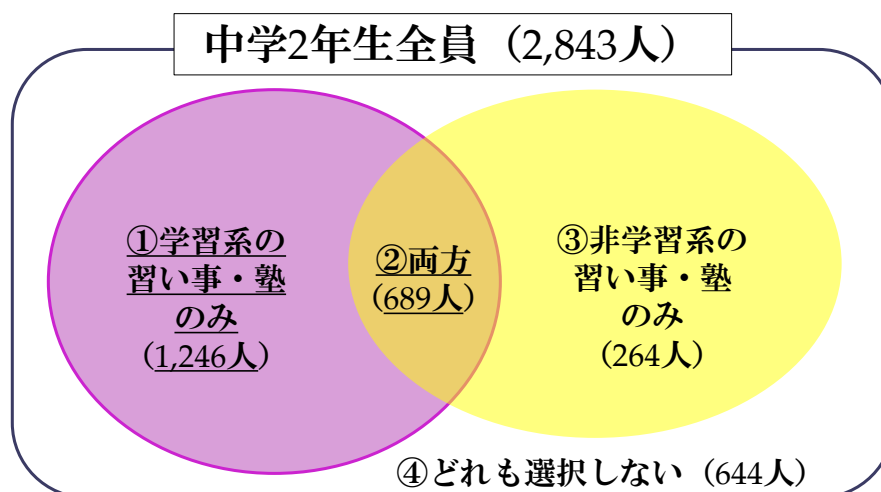 中学2年生全員（2,843人）
①学習系の
習い事・塾
のみ
（1,246人）
②両方
（689人）
③非学習系の
習い事・塾
のみ
（264人）
④どれも選択しない（644人）